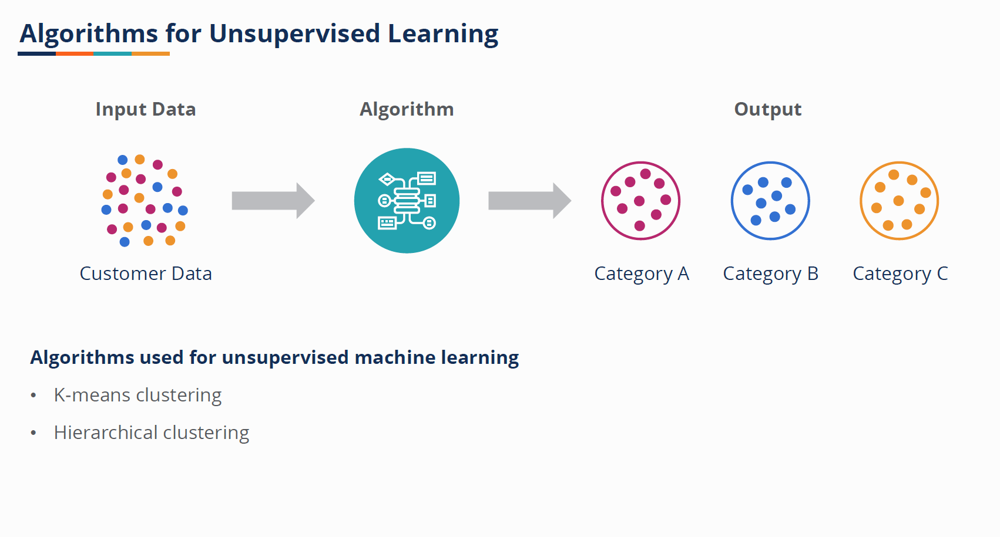 Algorithms for Unsupervised Learning
Input Data
Algorithm
Output
Customer Data
Category A
Category B
Category C
Algorithms used for unsupervised machine learning
• K-means clustering
• Hierarchical clustering